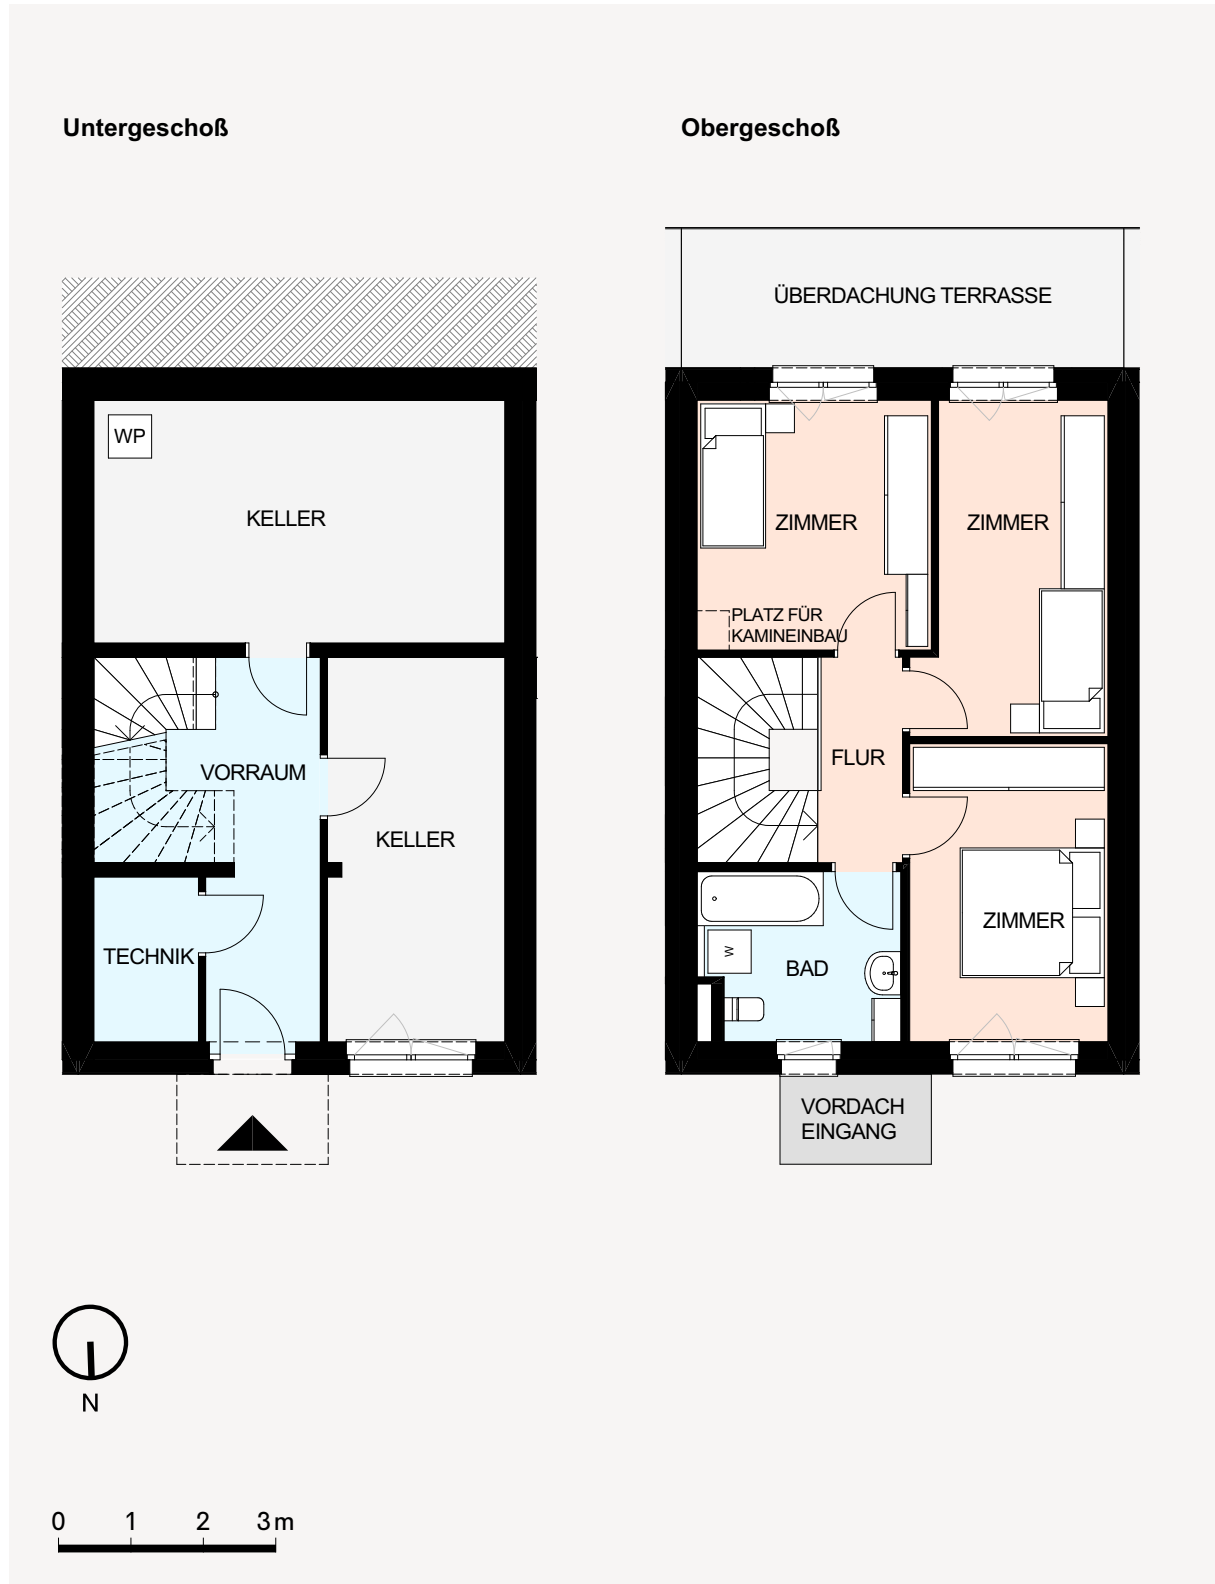 Untergeschoß
Obergeschoß
ÜBERDACHUNG TERRASSE
WP
KELLER
ZIMMER
ZIMMER
PLATZ FÜR
KAMINEINBAU
VORRAUM
FLUR
KELLER
TECHNIK
ZIMMER
W
BAD
VORDACH
EINGANG
N
0 1 2 3 m